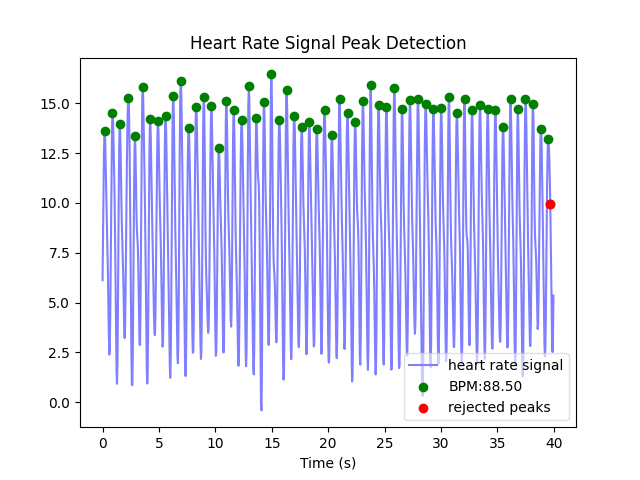 Heart Rate Signal Peak Detection
15.0
12.5
10.0
7.5
5.0
2.5
0.0
heart rate signal
BPM:88.50
rejected peaks
0 5 10 15 20 25 30 35 40
Time (s)